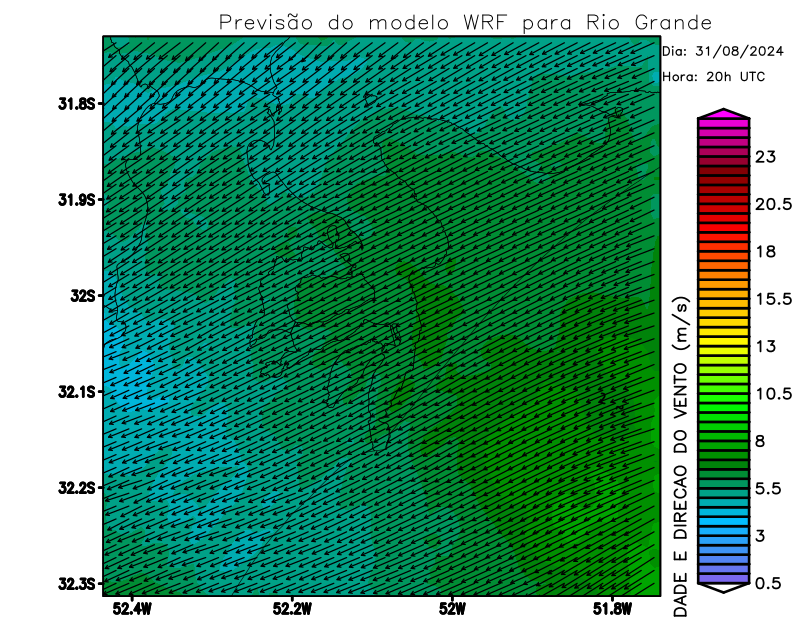 Previsão do modelo WRF para Rio Grande
Dia: 31/08/2024
Hora: 20h UTC
31.8S
31.9S
32S
32.1S
32.2S
32.3S
52.4W
52.2W
52W
51.8W
23
20.5
18
15.5
13
10.5
8
5.5
3
0.5
DADE E DIRECAO DO VENTO (m/s)